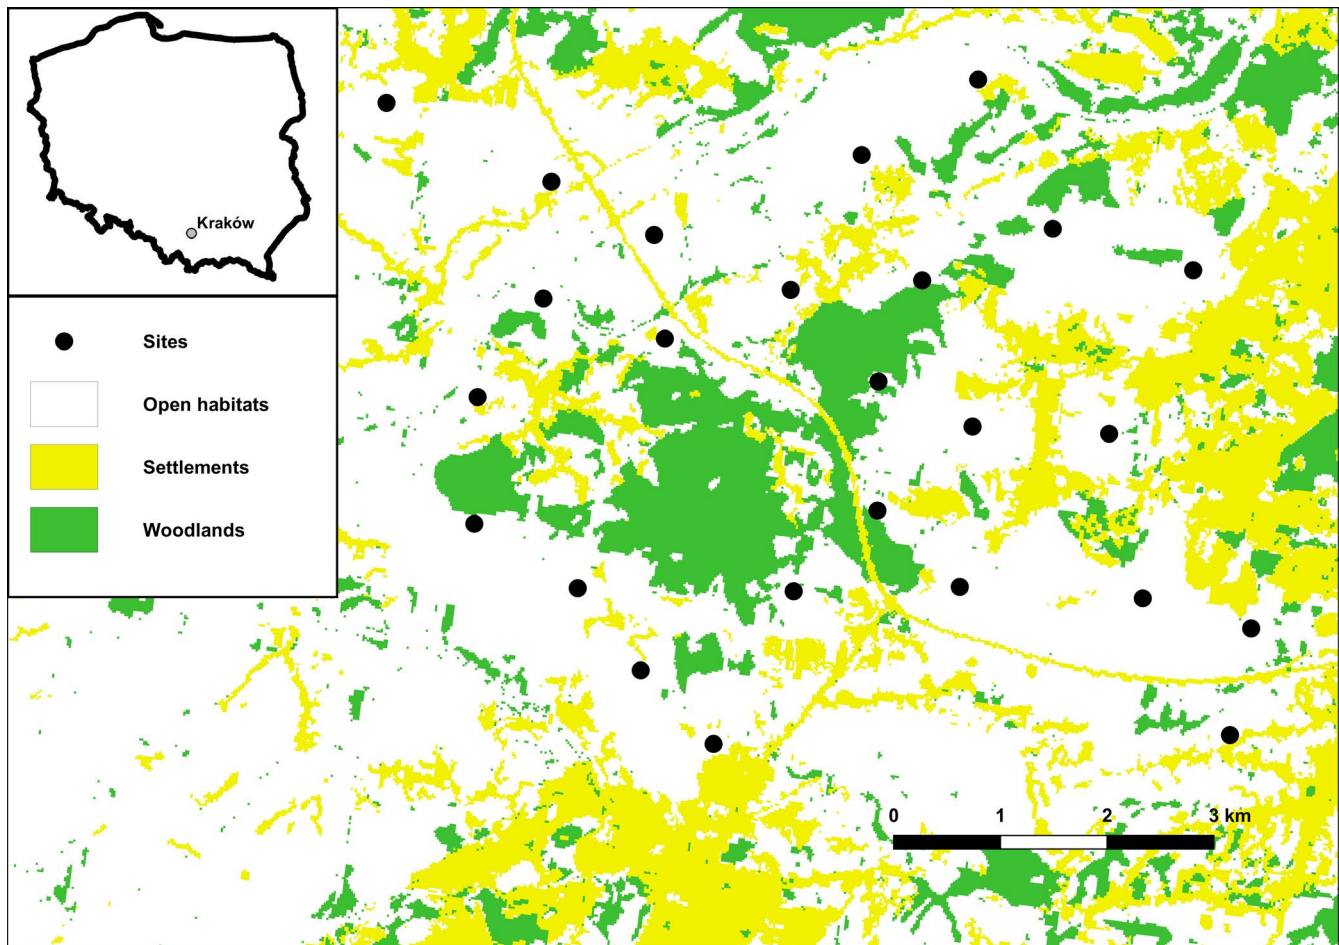 Kraków
Sites
Open habitats
Settlements
Woodlands
0 1 2 3 km